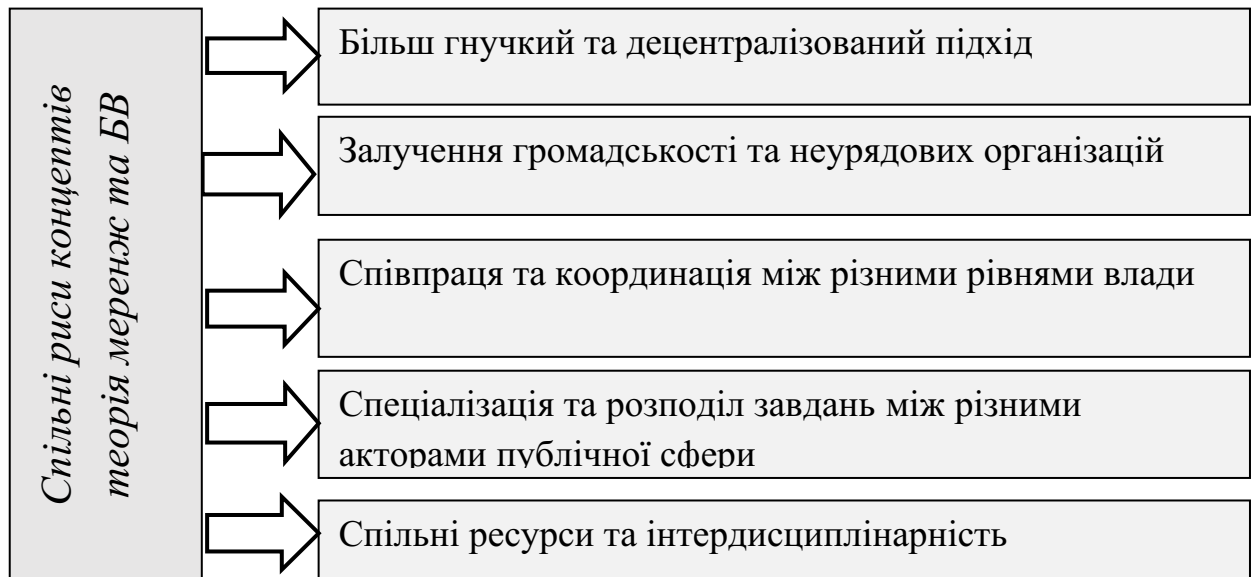 Спільні риси концептів
теорія меренж та БВ
Більш гнучкий та децентралізований підхід
Залучення громадськості та неурядових організацій
Співпраця та координація між різними рівнями влади
Спеціалізація та розподіл завдань між різними
акторами публічної сфери
Спільні ресурси та інтердисциплінарність